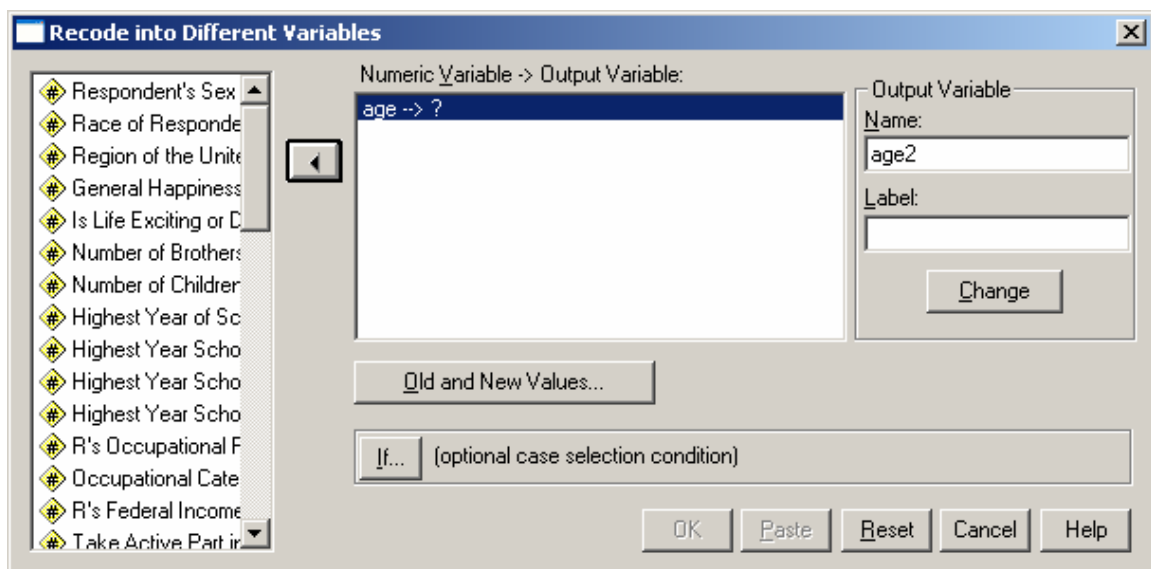 Recode into Different Variables
Respondent's Sex
Race of Responde
Region of the Unite
General Happiness
Is Life Exciting or D
Number of Brothers
Number of Children
Highest Year of Sc
Highest Year Scho
Highest Year Scho
Highest Year Scho
R's Occupational P
Occupational Cate
R's Federal Income
Take Active Part in
Numeric Variable -> Output Variable:
age --> ?
Output Variable
Name:
age2
Label:
Change
Old and New Values...
If... (optional case selection condition)
OK Paste Reset Cancel Help